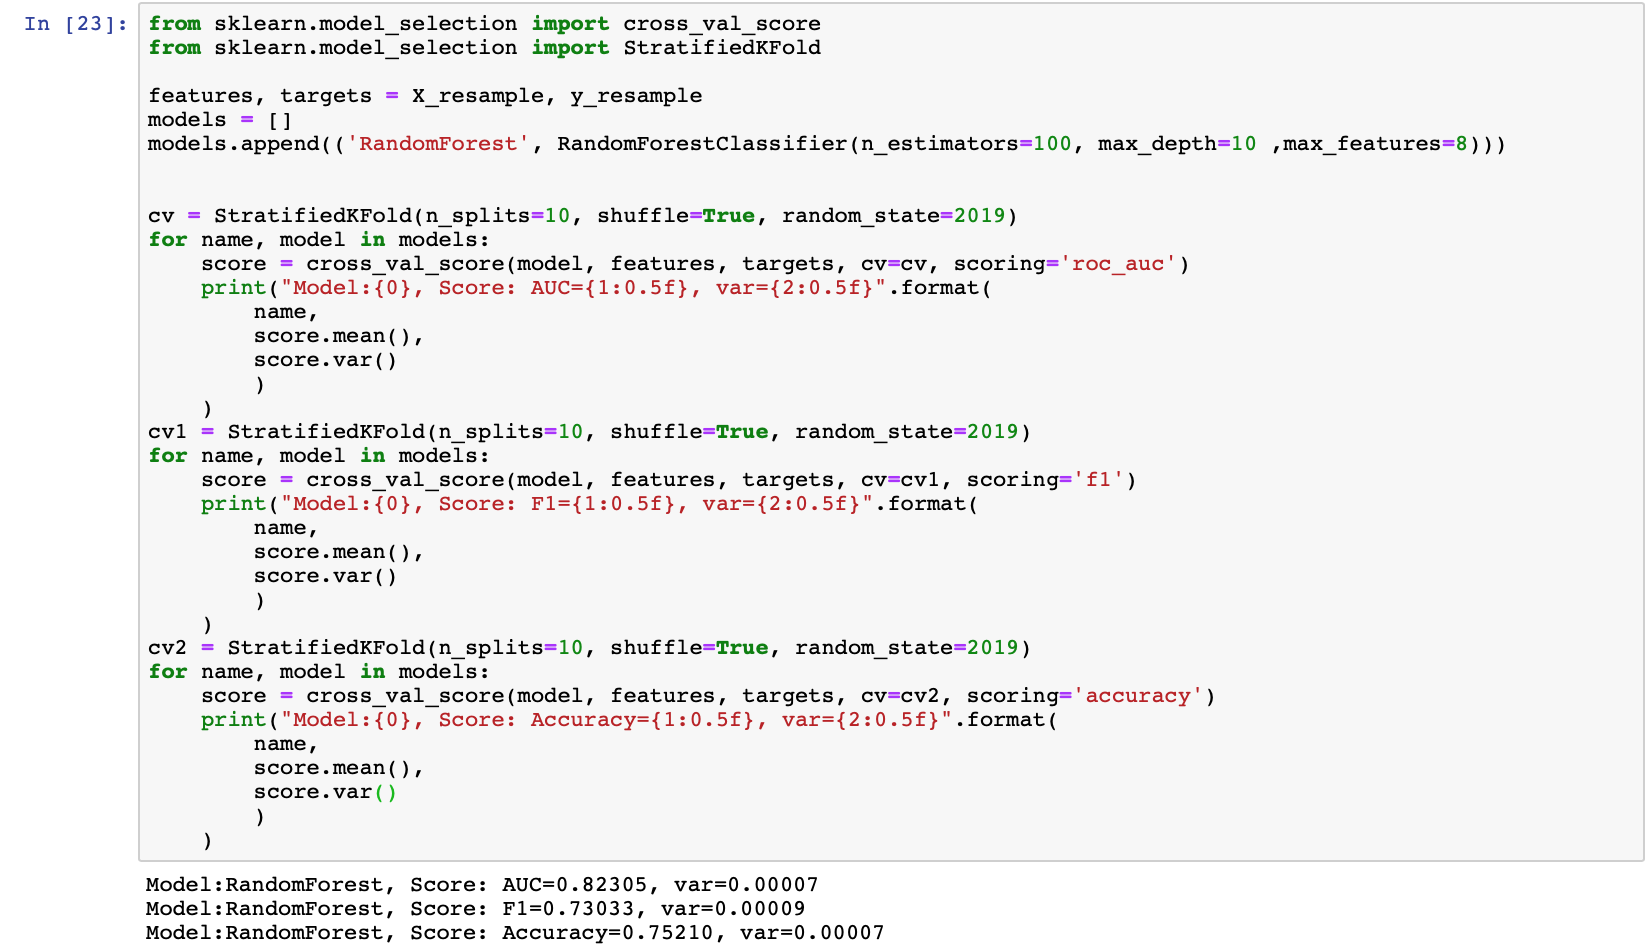 In [23]:
from sklearn.model_selection import cross_val_score
from sklearn.model_selection import StratifiedKFold

features, targets = X_resample, y_resample
models = []
models.append(('RandomForest', RandomForestClassifier(n_estimators=100, max_depth=10 ,max_features=8)))

cv = StratifiedKFold(n_splits=10, shuffle=True, random_state=2019)
for name, model in models:
    score = cross_val_score(model, features, targets, cv=cv, scoring='roc_auc')
    print("Model:{0}, Score: AUC={1:0.5f}, var={2:0.5f}".format(
        name,
        score.mean(),
        score.var()
        )
    )
cv1 = StratifiedKFold(n_splits=10, shuffle=True, random_state=2019)
for name, model in models:
    score = cross_val_score(model, features, targets, cv=cv1, scoring='f1')
    print("Model:{0}, Score: F1={1:0.5f}, var={2:0.5f}".format(
        name,
        score.mean(),
        score.var()
        )
    )
cv2 = StratifiedKFold(n_splits=10, shuffle=True, random_state=2019)
for name, model in models:
    score = cross_val_score(model, features, targets, cv=cv2, scoring='accuracy')
    print("Model:{0}, Score: Accuracy={1:0.5f}, var={2:0.5f}".format(
        name,
        score.mean(),
        score.var()
        )
    )
Model:RandomForest, Score: AUC=0.82305, var=0.00007
Model:RandomForest, Score: F1=0.73033, var=0.00009
Model:RandomForest, Score: Accuracy=0.75210, var=0.00007